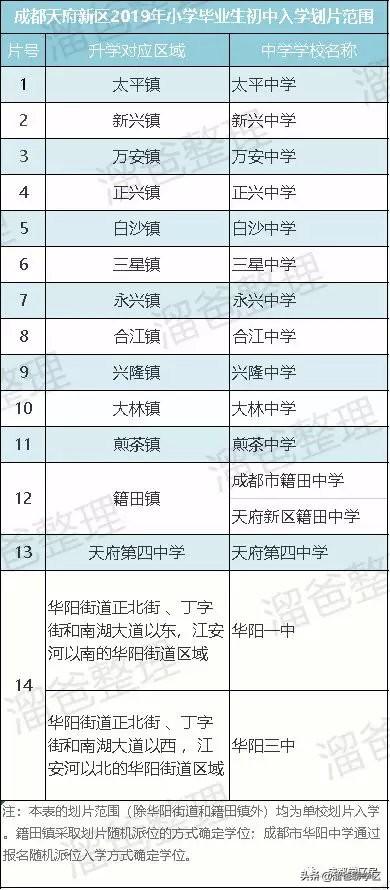 成都天府新区2019年小学毕业生初中入学划片范围
片号 升学对应区域 中学学校名称
1 太平镇 太平中学
2 新兴镇 新兴中学
3 万安镇 万安中学
4 正兴镇 正兴中学
5 白沙镇 白沙中学
6 三星镇 三星中学
7 永兴镇 永兴中学
8 合江镇 合江中学
9 兴隆镇 兴隆中学
10 大林镇 大林中学
11 煎茶镇 煎茶中学
12 籍田镇 成都市籍田中学
天府新区籍田中学
13 天府第四中学 天府第四中学
14
华阳街道正北街 、丁字
街和南湖大道以东，江安
河以南的华阳街道区域
华阳一中
华阳街道正北街、丁字
街和南湖大道以西 ，江
安河以北的华阳街道区域
华阳三中
注：本表的划片范围（除华阳街道和籍田镇外）均为单校划片入学
。籍田镇采取划片随机派位的方式确定学位；成都市华阳中学通过
报名随机派位入学方式确定学位。
溜爸整理